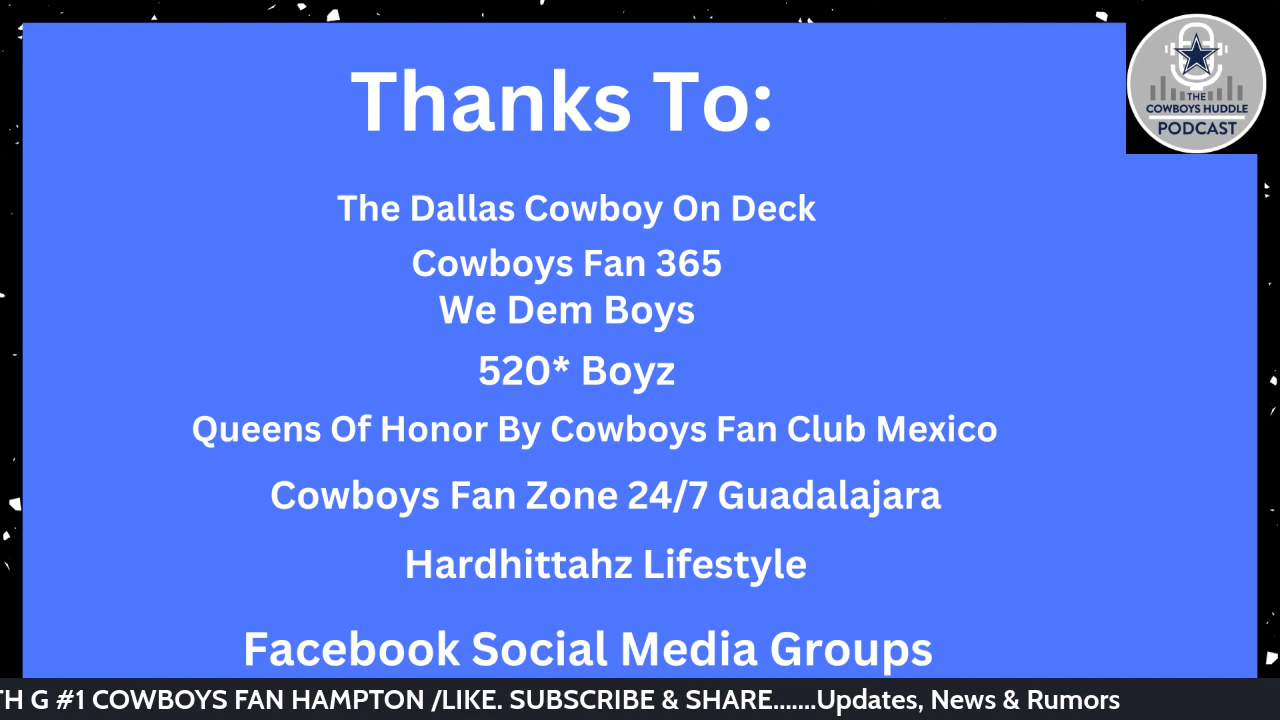 Thanks To:
THE
COWBOYS HUDDLE
PODCAST
The Dallas Cowboy On Deck
Cowboys Fan 365
We Dem Boys
520* Boyz
Queens Of Honor By Cowboys Fan Club Mexico
Cowboys Fan Zone 24/7 Guadalajara
Hardhittahz Lifestyle
Facebook Social Media Groups
TH G #1 COWBOYS FAN HAMPTON /LIKE. SUBSCRIBE & SHARE.......Updates, News & Rumors